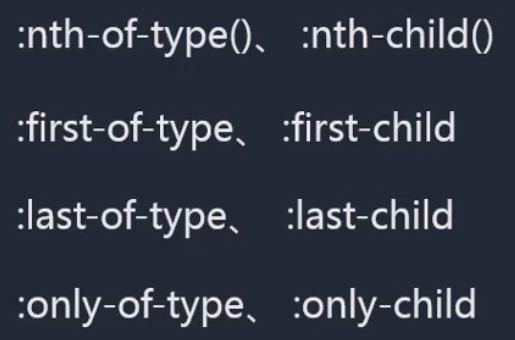 :nth-of-type()、 :nth-child()
:first-of-type、 :first-child
:last-of-type、 :last-child
:only-of-type、 :only-child